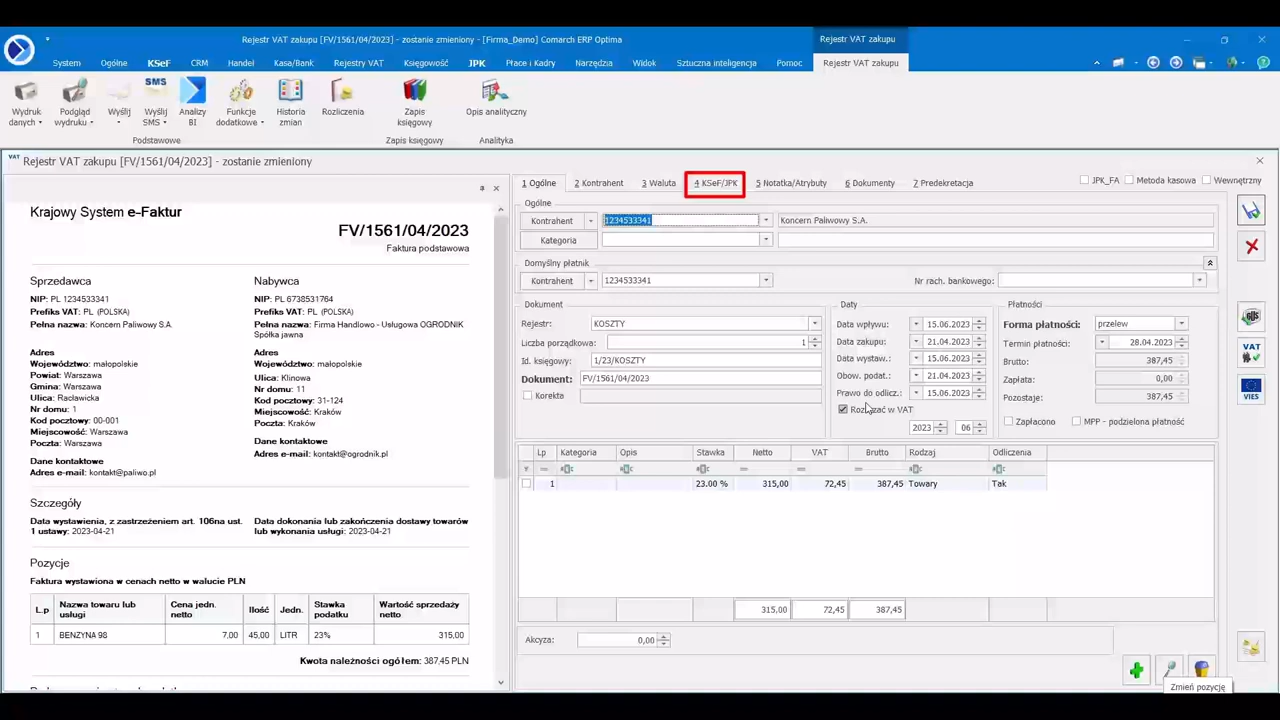 Rejestr VAT zakupu [FV/1561/04/2023] - zostanie zmieniony - [Firma_Demo] Comarch ERP Optima
Rejestr VAT zakupu
System Ogólne KSeF CRM Handel Kasa/Bank Rejestry VAT Księgowość JPK Płace i Kadry Narzędzia Widok Sztuczna inteligencja Pomoc Rejestr VAT zakupu
SMS
Wydruk danych
Podgląd wydruku
Wyślij
Wyślij SMS
Analizy BI
Funkcje dodatkowe
Historia zmian
Rozliczenia
Zapis księgowy
Opis analityczny
Podstawowe Zapis księgowy Analityka
VAT Rejestr VAT zakupu [FV/1561/04/2023] - zostanie zmieniony
Krajowy System e-Faktur
FV/1561/04/2023
Faktura podstawowa
Sprzedawca
NIP: PL 1234533341
Prefiks VAT: PL (POLSKA)
Pełna nazwa: Koncern Paliwowy S.A.
Adres
Województwo: małopolskie
Powiat: Warszawa
Gmina: Warszawa
Ulica: Racławicka
Nr domu: 1
Kod pocztowy: 00-001
Miejscowość: Warszawa
Poczta: Warszawa
Dane kontaktowe
Adres e-mail: kontakt@paliwo.pl
Nabywca
NIP: PL 6738531764
Prefiks VAT: PL (POLSKA)
Pełna nazwa: Firma Handlowo - Usługowa OGRODNIK
Spółka jawna
Adres
Województwo: małopolskie
Ulica: Klinowa
Nr domu: 11
Kod pocztowy: 31-124
Miejscowość: Kraków
Poczta: Kraków
Dane kontaktowe
Adres e-mail: kontakt@ogrodnik.pl
Szczegóły
Data wystawienia, z zastrzeżeniem art. 106na ust.
1 ustawy: 2023-04-21
Data dokonania lub zakończenia dostawy towarów
lub wykonania usługi: 2023-04-21
Pozycje
Faktura wystawiona w cenach netto w walucie PLN
L.p Nazwa towaru lub usługi Cena jedn. netto Ilość Jedn. Stawka podatku Wartość sprzedaży netto
1 BENZYNA 98 7,00 45,00 LITR 23% 315,00
Kwota należności ogółem: 387,45 PLN
1 Ogólne 2 Kontrahent 3 Waluta 4 KSeF/JPK 5 Notatka/Atrybuty 6 Dokumenty 7 Predekretacja
JPK_FA Metoda kasowa Wewnętrzny
Ogólne
Kontrahent 1234533341 Koncern Paliwowy S.A.
Kategoria
Domyślny płatnik
Kontrahent 1234533341 Nr rach. bankowego:
Dokument
Rejestr: KOSZTY
Liczba porządkowa: 1
Id. księgowy: 1/23/KOSZTY
Dokument: FV/1561/04/2023
Korekta
Daty
Data wpływu: 15.06.2023
Data zakupu: 21.04.2023
Data wystaw.: 15.06.2023
Obow. podat.: 21.04.2023
Prawo do odlicz.: 15.06.2023
2023 06
Płatności
Forma płatności: przelew
Termin płatności: 28.04.2023
Brutto: 387,45
Zapłata: 0,00
Pozostaje: 387,45
Zapłacono MPP - podzielona płatność
Lp Kategoria Opis Stawka Netto VAT Brutto Rodzaj Odliczenia
1 23.00 % 315,00 72,45 387,45 Towary Tak
315,00 72,45 387,45
Akcyza: 0,00
GUS
VAT
VIES
Zmień pozycję